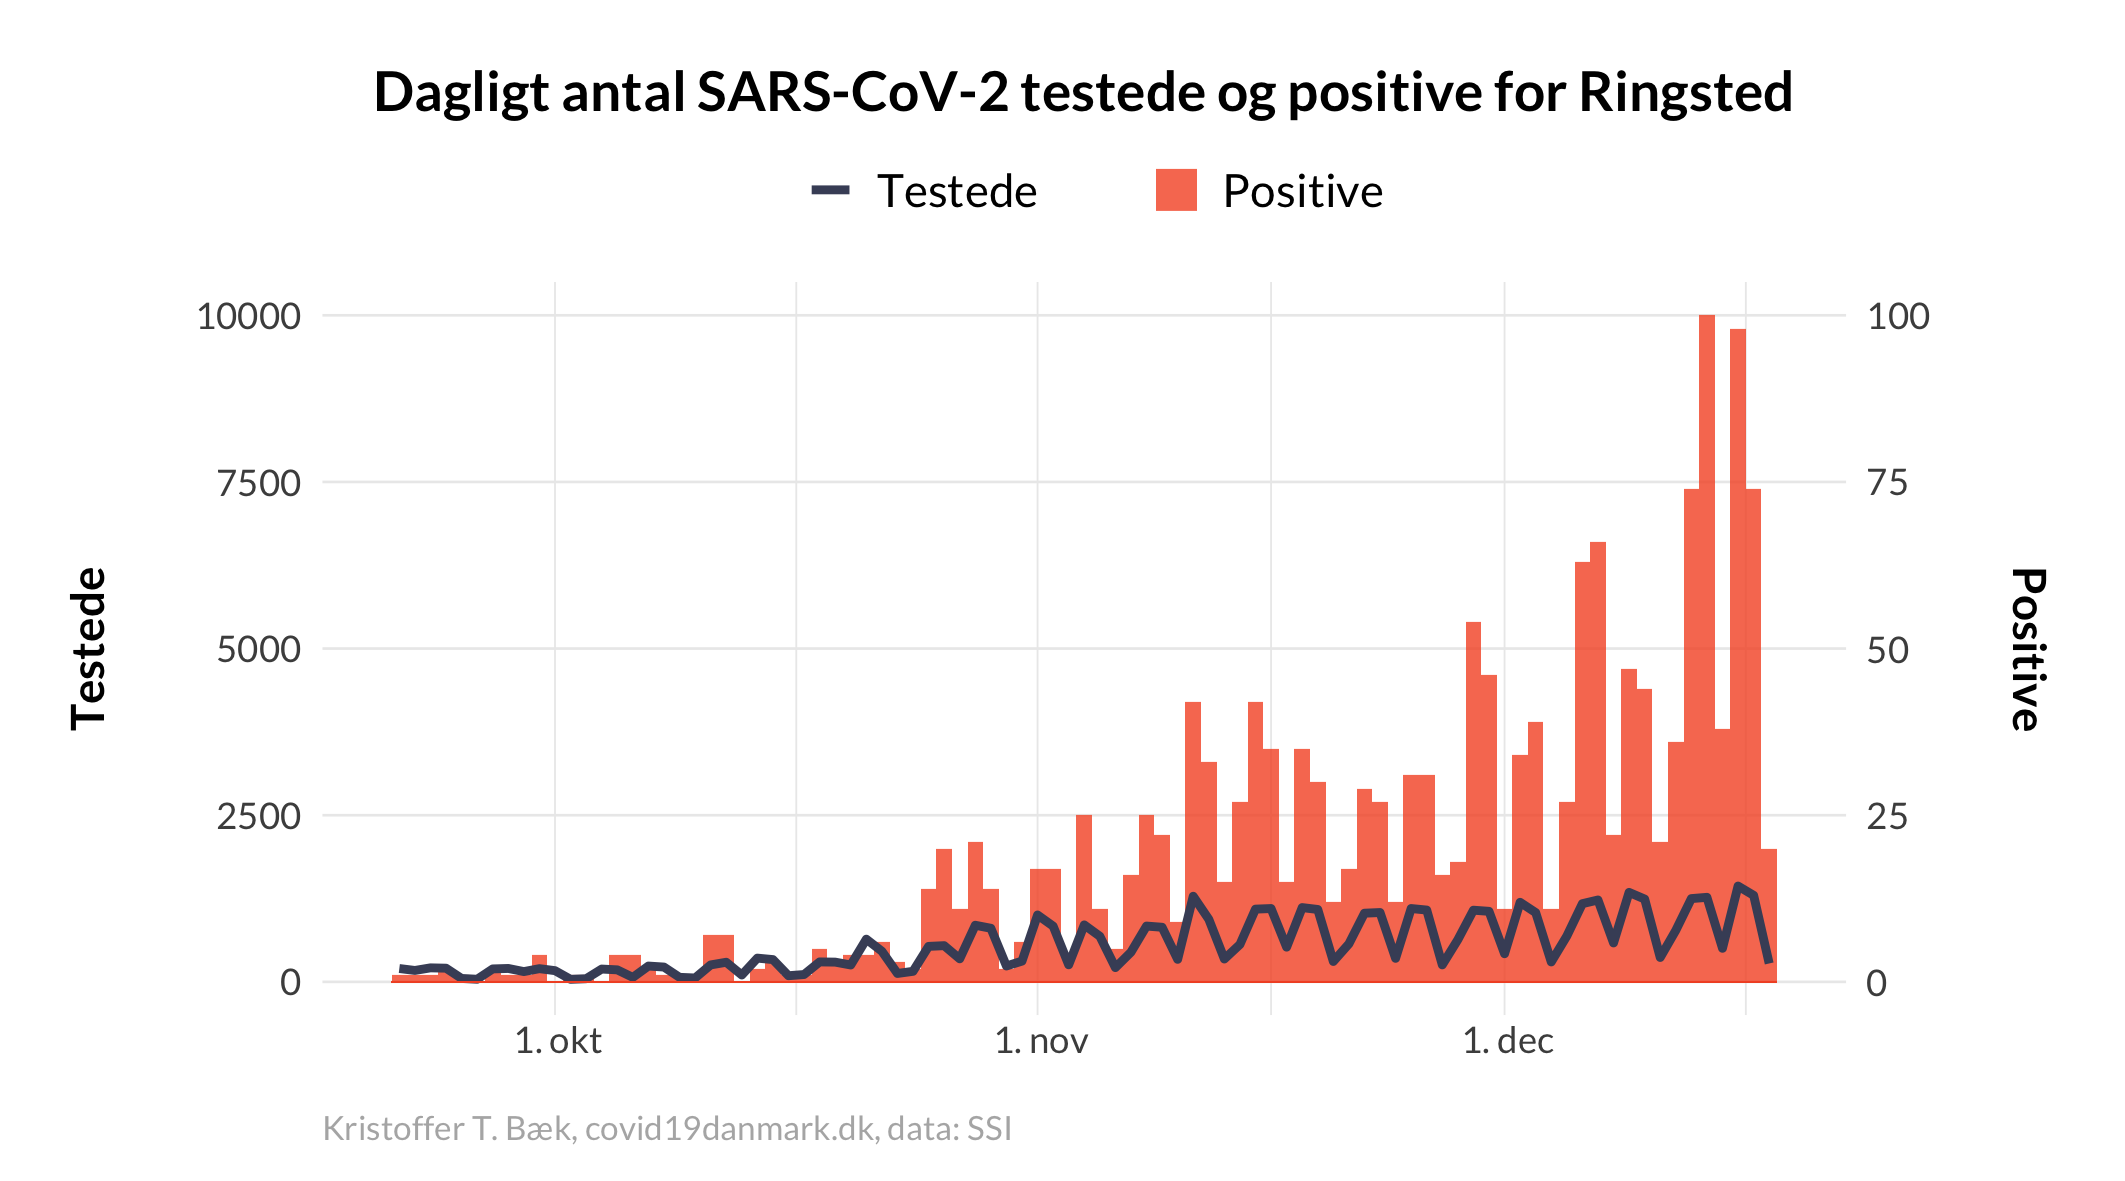 Dagligt antal SARS-CoV-2 testede og positive for Ringsted
Testede
Positive
10000
7500
5000
2500
0
100
75
50
25
0
Testede
Positive
1. okt
1. nov
1. dec
Kristoffer T. Bæk, covid19danmark.dk, data: SSI